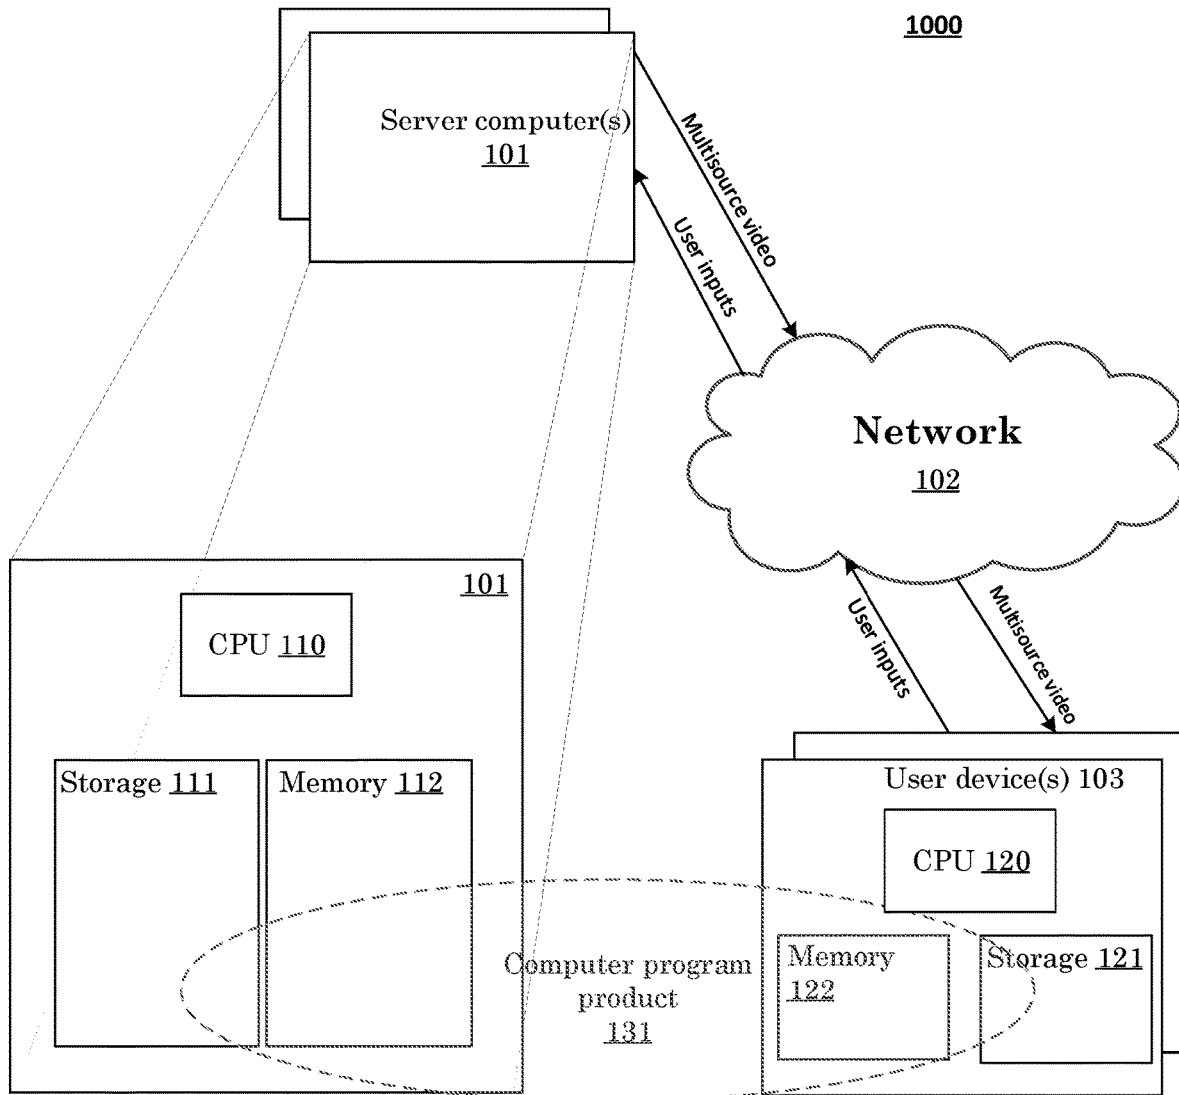 1000
Server computer(s)
101
Multisource video
User inputs
Network
102
101
CPU 110
Storage 111
Memory 112
User inputs
Multisource video
User device(s) 103
CPU 120
Memory
122
Storage 121
Computer program
product
131